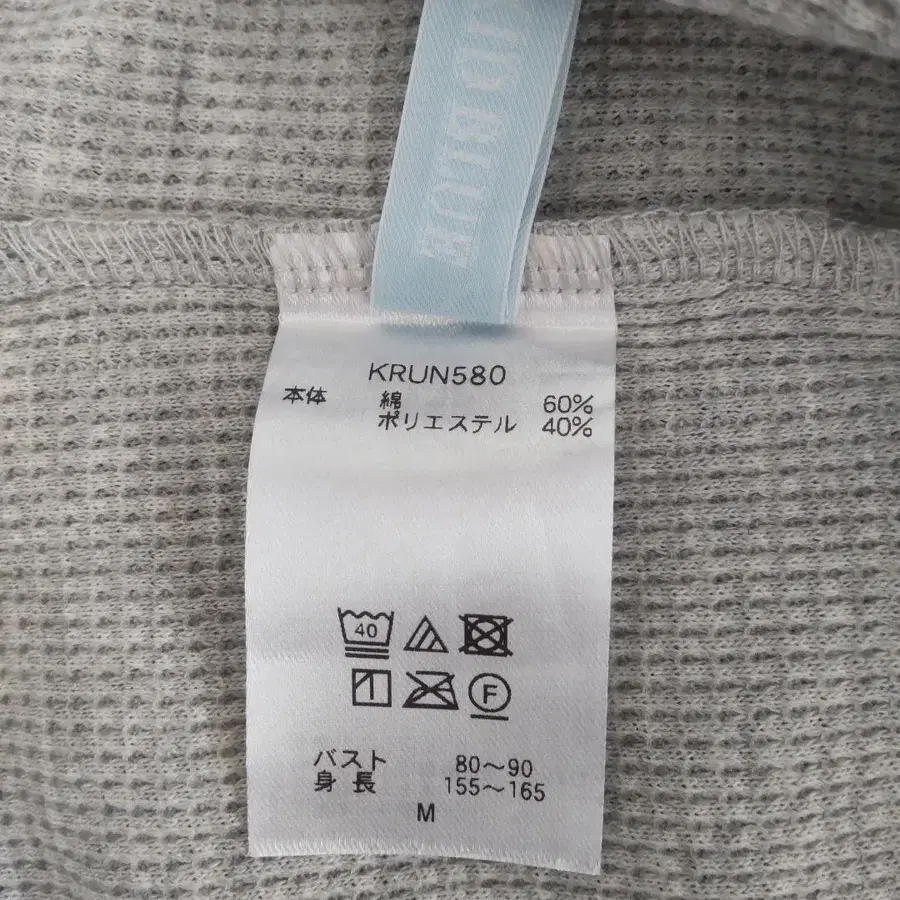 KRUN580
本体 綿 60%
ポリエステル 40%
40
F
バスト 80～90
身長 155～165
M